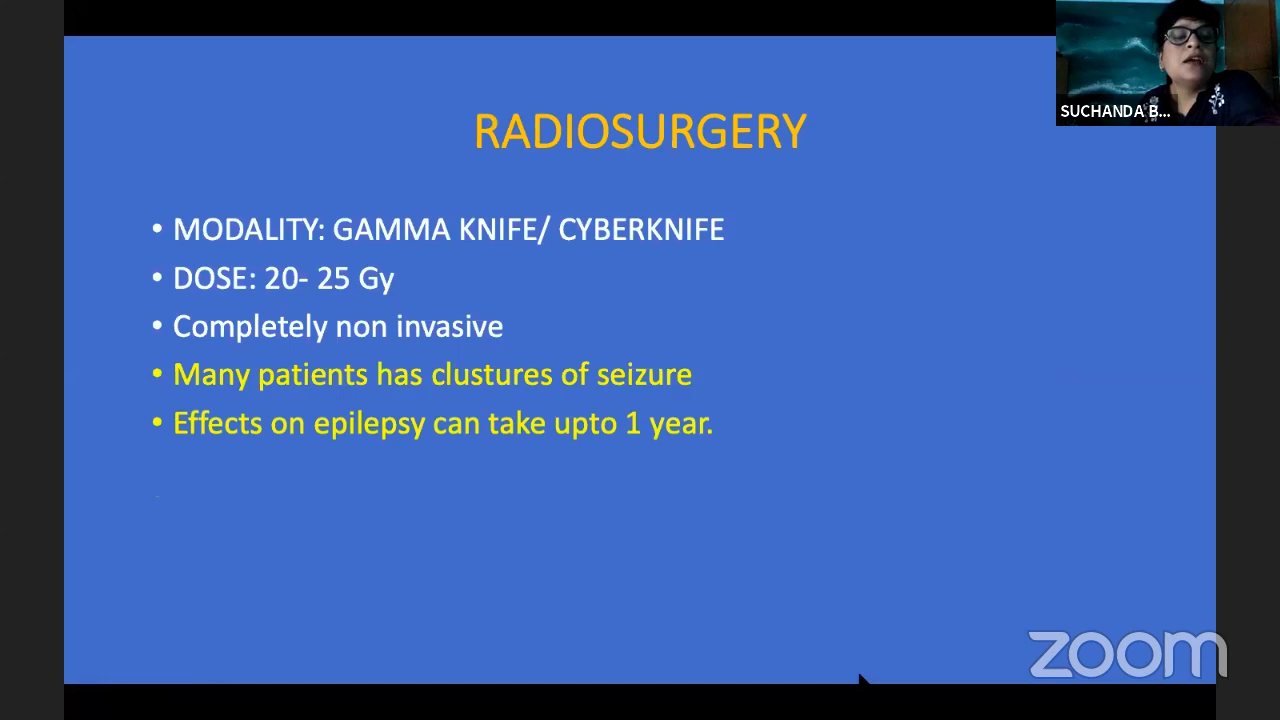 RADIOSURGERY
SUCHANDA B...
• MODALITY: GAMMA KNIFE/ CYBERKNIFE
• DOSE: 20- 25 Gy
• Completely non invasive
• Many patients has clustures of seizure
• Effects on epilepsy can take upto 1 year.
zoom